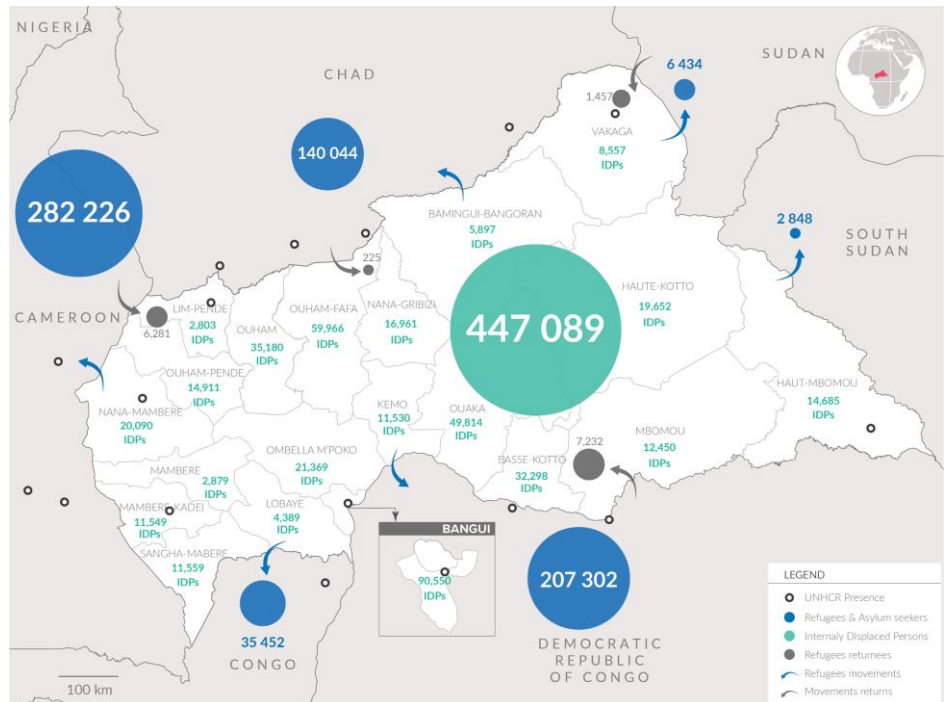 NIGERIA
CHAD
SUDAN
6 434
1,457
VAKAGA
8,557
IDPs
140 044
282 226
BAMINGUI-BANGORAN
5,897
IDPs
2 848
SOUTH
SUDAN
225
CAMEROON
6,281
LIM-PENDE
2,803
IDPs
OUHAM
35,180
IDPs
OUHAM-FAFA
59,966
IDPs
NANA-GRIBIZI
16,961
IDPs
447 089
HAUTE-KOTTO
19,652
IDPs
OUHAM-PENDE
14,911
IDPs
NANA-MAMBERE
20,090
IDPs
KEMO
11,530
IDPs
OUAKA
49,814
IDPs
HAUT-MBOMOU
14,685
IDPs
MBOMOU
12,450
IDPs
7,232
BASSE-KOTTO
32,298
IDPs
OMBELLA M'POKO
21,369
IDPs
MAMBERE
2,879
IDPs
LOBAYE
4,389
IDPs
MAMBERE-KADEI
11,549
IDPs
SANGHA-MABERE
11,559
IDPs
BANGUI
90,550
IDPs
207 302
35 452
CONGO
DEMOCRATIC
REPUBLIC
OF CONGO
100 km
LEGEND
UNHCR Presence
Refugees & Asylum seekers
Internaly Displaced Persons
Refugees returnees
Refugees movements
Movements returns